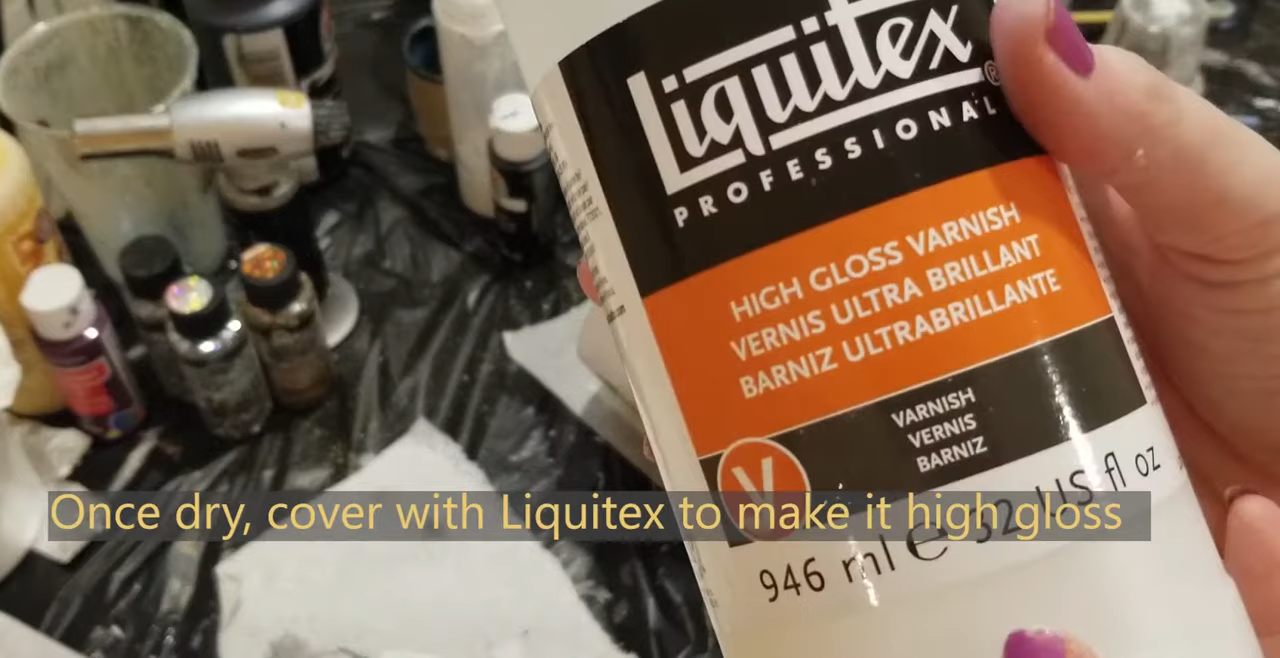 Liquitex®
PROFESSIONAL
HIGH GLOSS VARNISH
VERNIS ULTRA BRILLANT
BARNIZ ULTRABRILLANTE
VARNISH
VERNIS
BARNIZ
V
Once dry, cover with Liquitex to make it high gloss
946 ml e 32 US fl oz